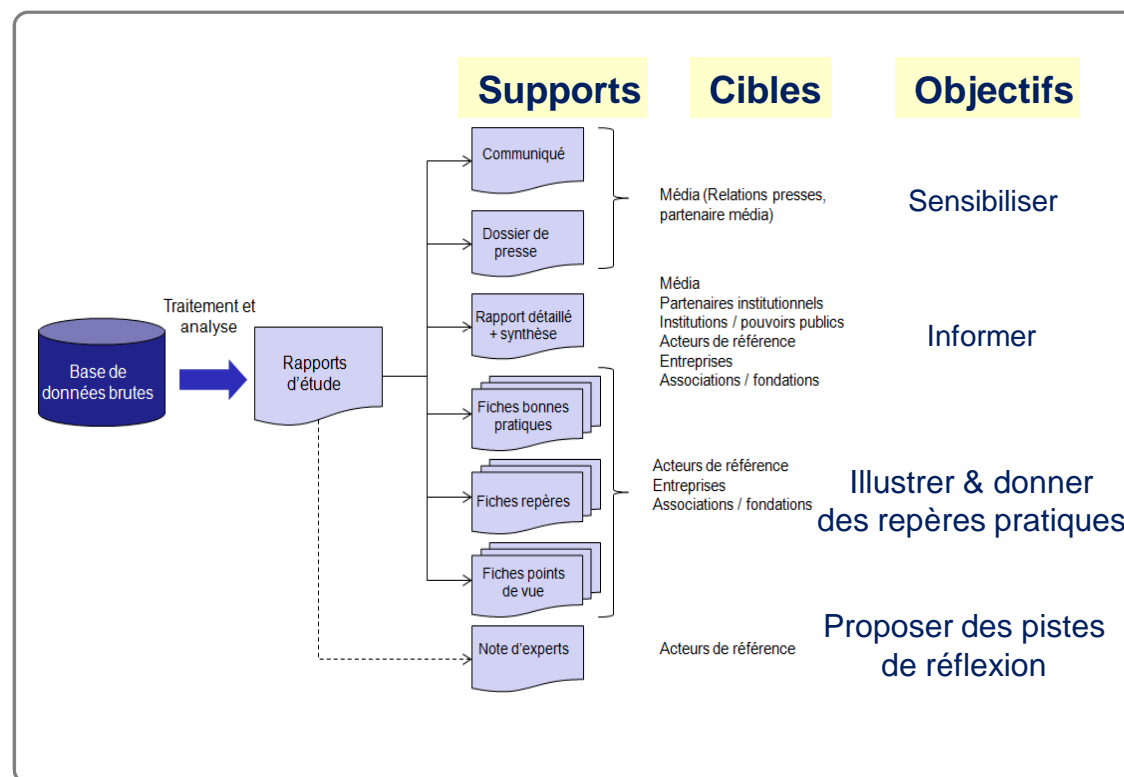 Supports
Cibles
Objectifs
Communiqué
Dossier de
presse
Média (Relations presses,
partenaire média)
Sensibiliser
Traitement et
analyse
Base de
données brutes
Rapports
d'étude
Rapport détaillé
+ synthèse
Média
Partenaires institutionnels
Institutions / pouvoirs publics
Acteurs de référence
Entreprises
Associations / fondations
Informer
Fiches bonnes
pratiques
Fiches repères
Fiches points
de vue
Acteurs de référence
Entreprises
Associations / fondations
Illustrer & donner
des repères pratiques
Note d'experts
Acteurs de référence
Proposer des pistes
de réflexion